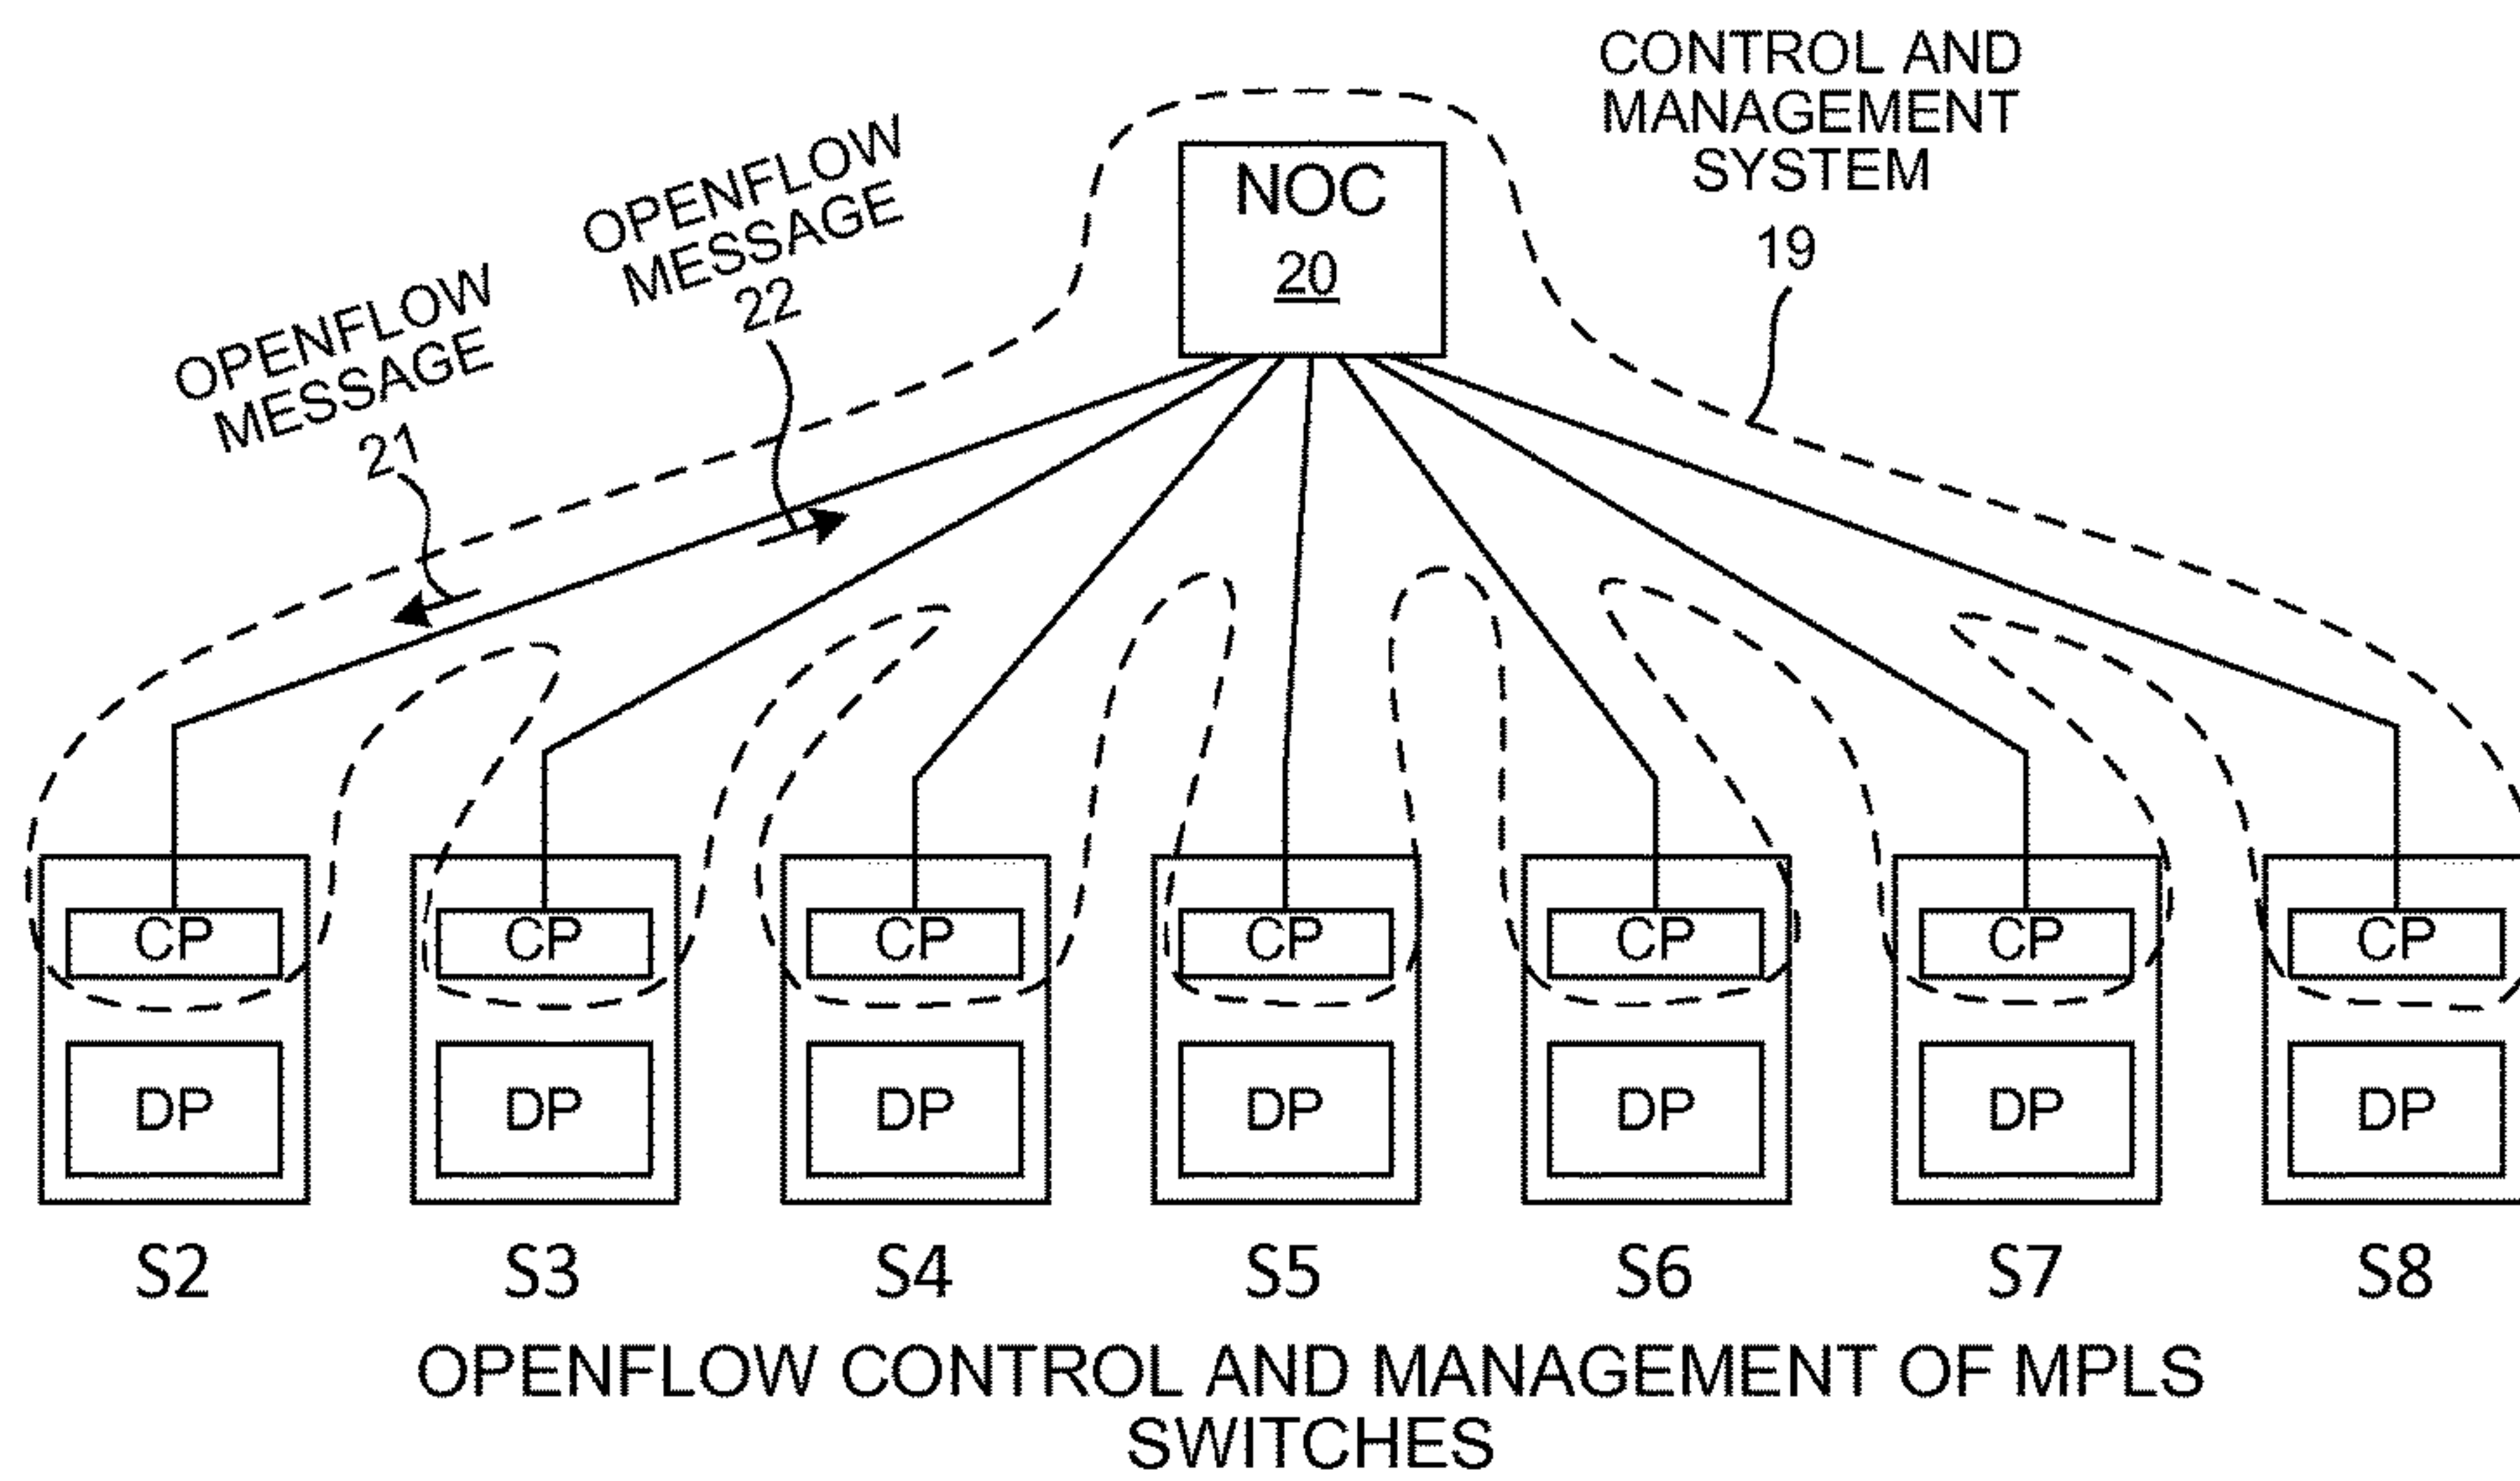 CONTROL AND
MANAGEMENT
SYSTEM
19
OPENFLOW
MESSAGE
22
OPENFLOW
MESSAGE
21
NOC
20
CP CP CP CP CP CP CP
DP DP DP DP DP DP DP
S2 S3 S4 S5 S6 S7 S8
OPENFLOW CONTROL AND MANAGEMENT OF MPLS
SWITCHES